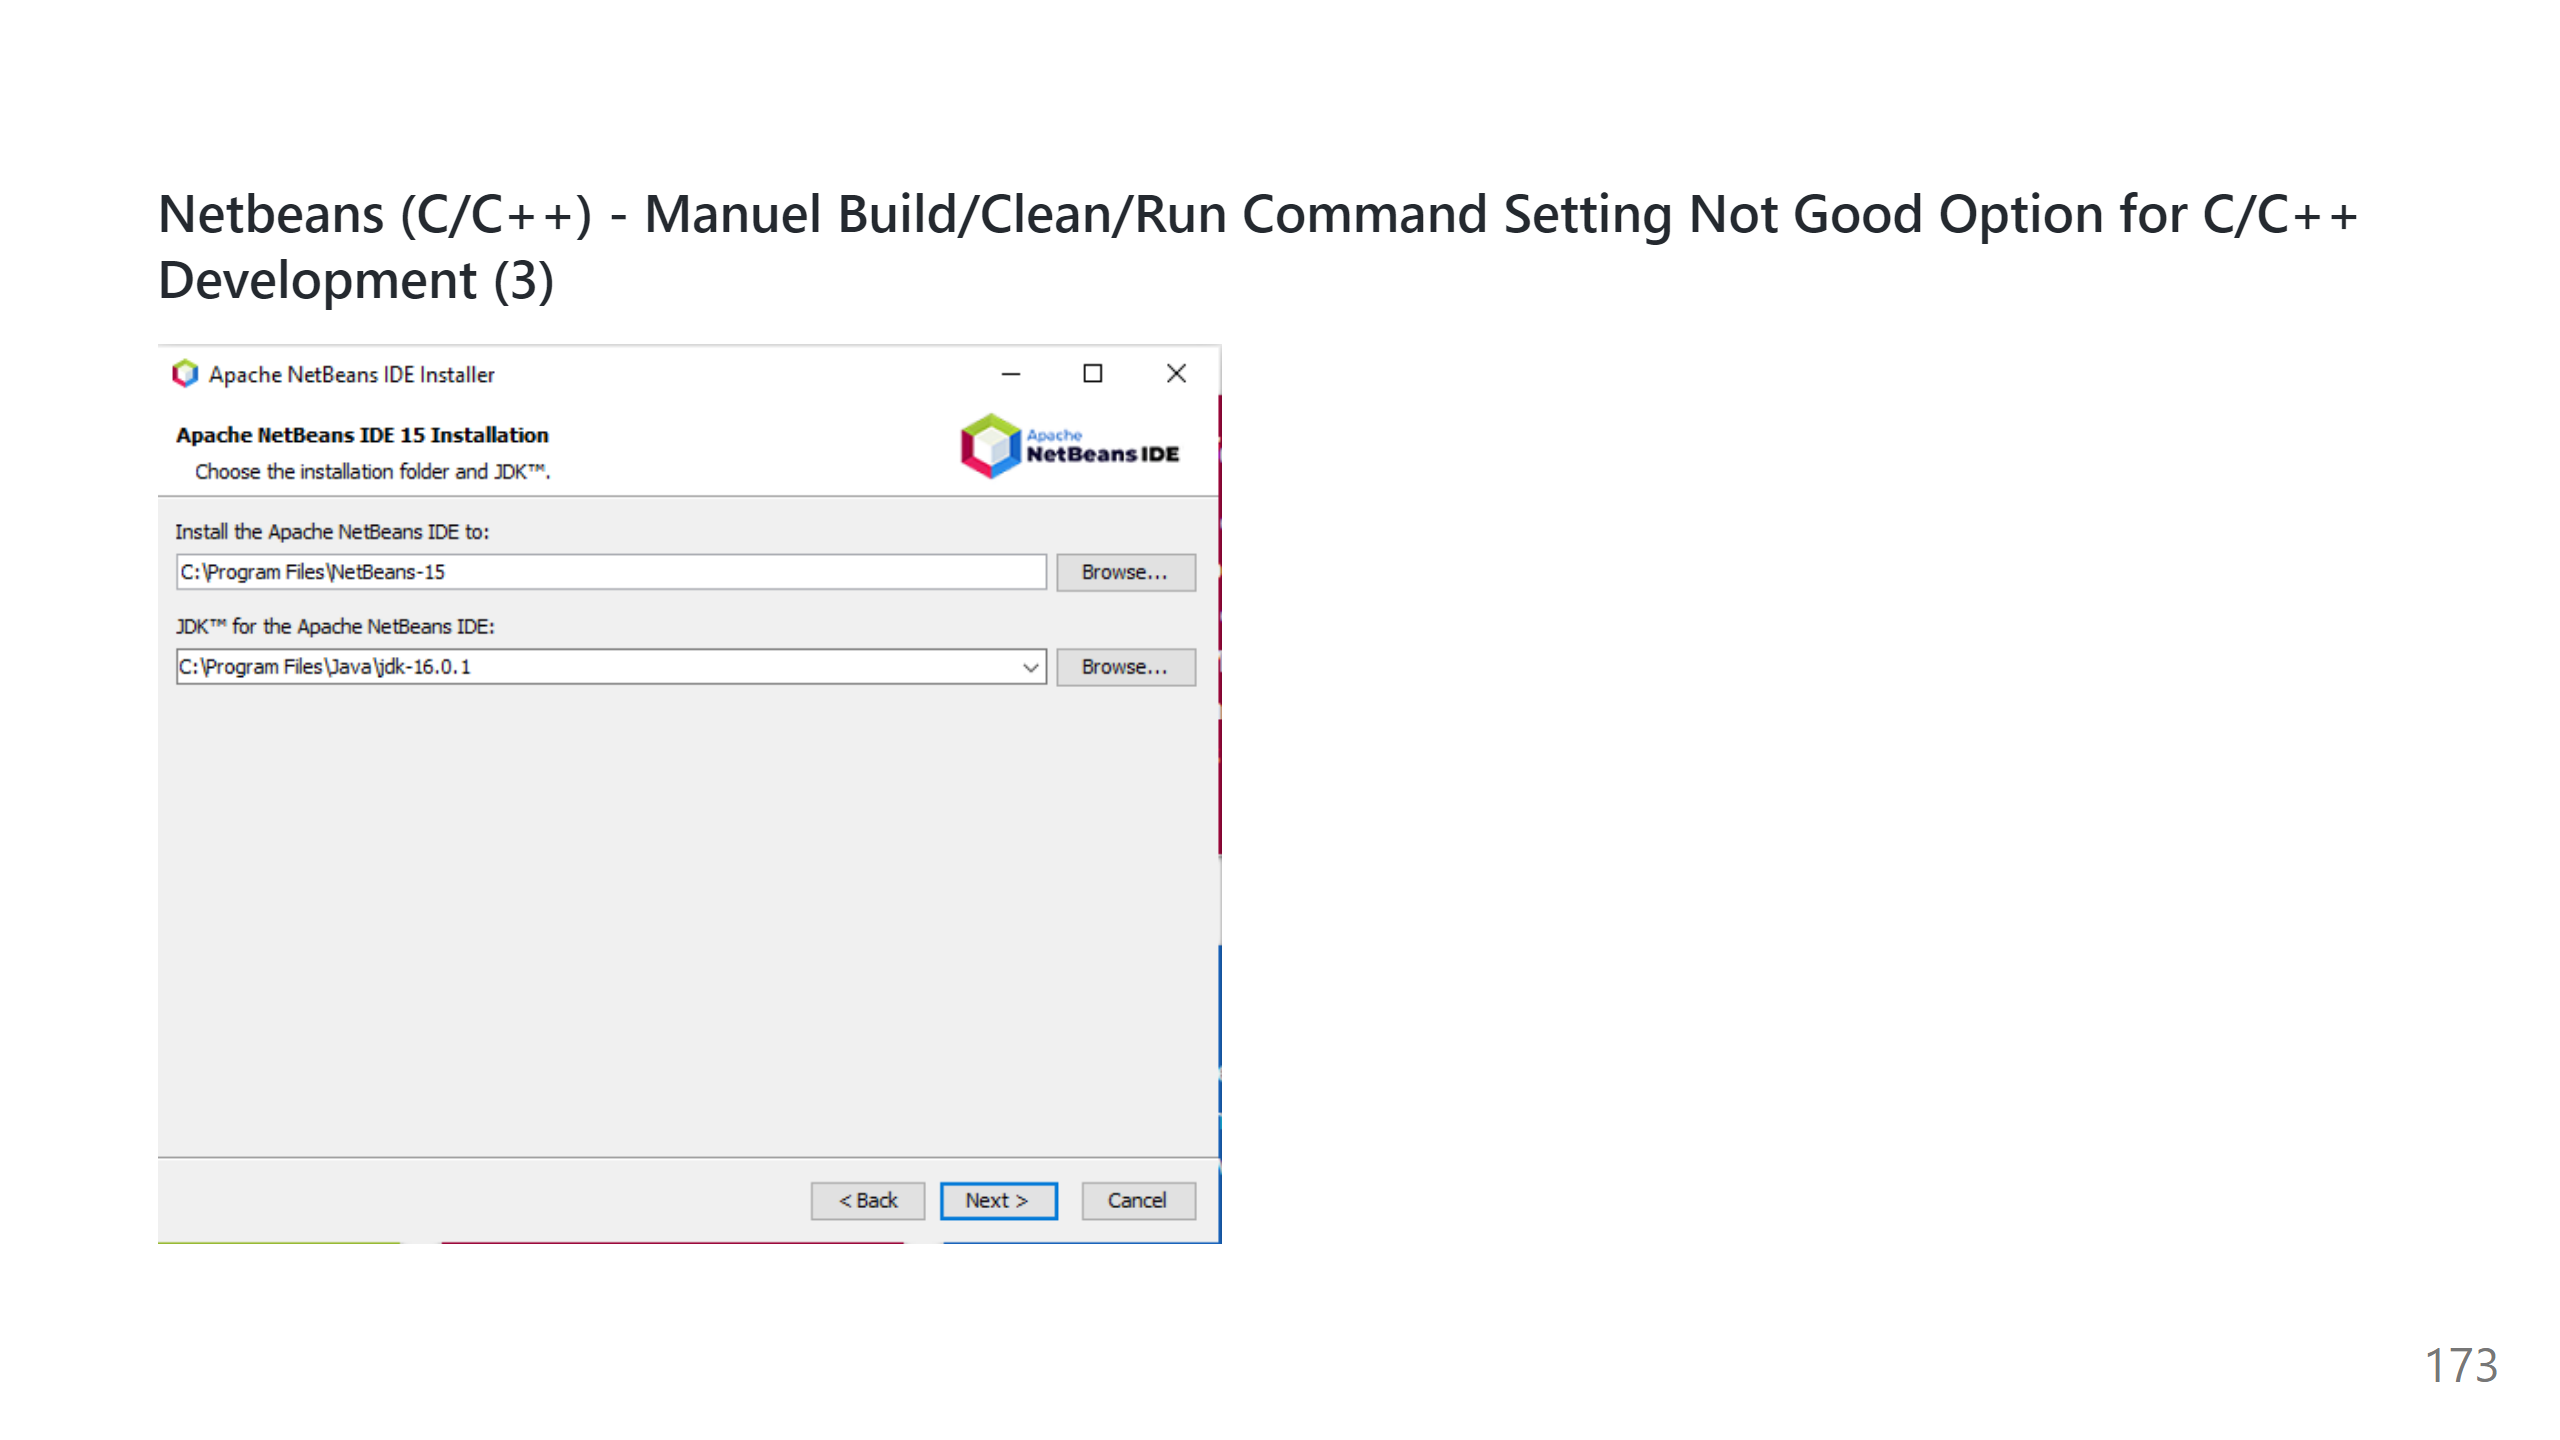 Netbeans (C/C++) - Manuel Build/Clean/Run Command Setting Not Good Option for C/C++
Development (3)
Apache NetBeans IDE Installer
Apache NetBeans IDE 15 Installation
Choose the installation folder and JDK™.
Apache
NetBeans IDE
Install the Apache NetBeans IDE to:
C:\Program Files\NetBeans-15
Browse...
JDK™ for the Apache NetBeans IDE:
C:\Program Files\Java\jdk-16.0.1
Browse...
< Back
Next >
Cancel
173